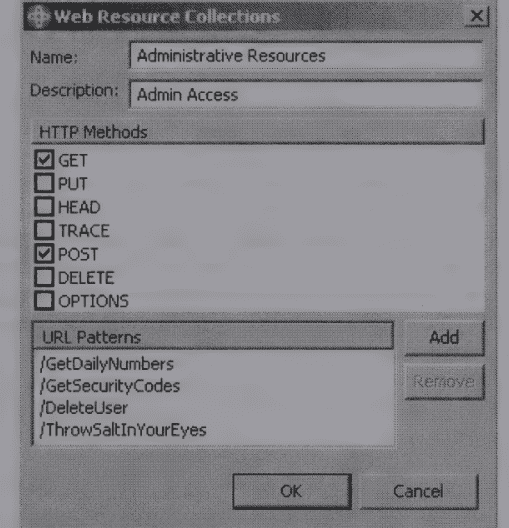 Web Resource Collections
Name: Administrative Resources
Description: Admin Access
HTTP Methods
GET
PUT
HEAD
TRACE
POST
DELETE
OPTIONS
URL Patterns
Add
/GetDailyNumbers
/GetSecurityCodes
Remove
/DeleteUser
/ThrowSaltInYourEyes
OK Cancel